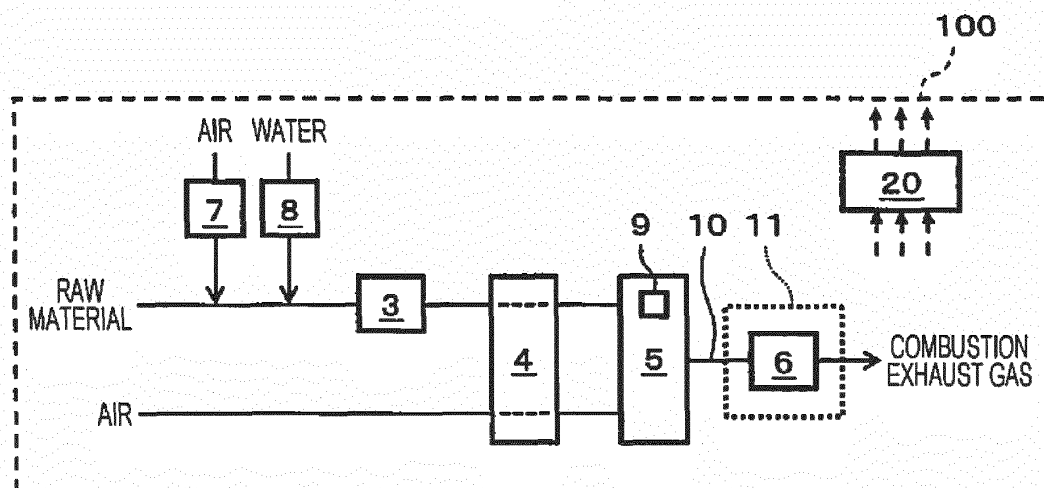 100
AIR WATER
20
7 8
9 10 11
RAW
MATERIAL
3
4 5 6
COMBUSTION
EXHAUST GAS
AIR